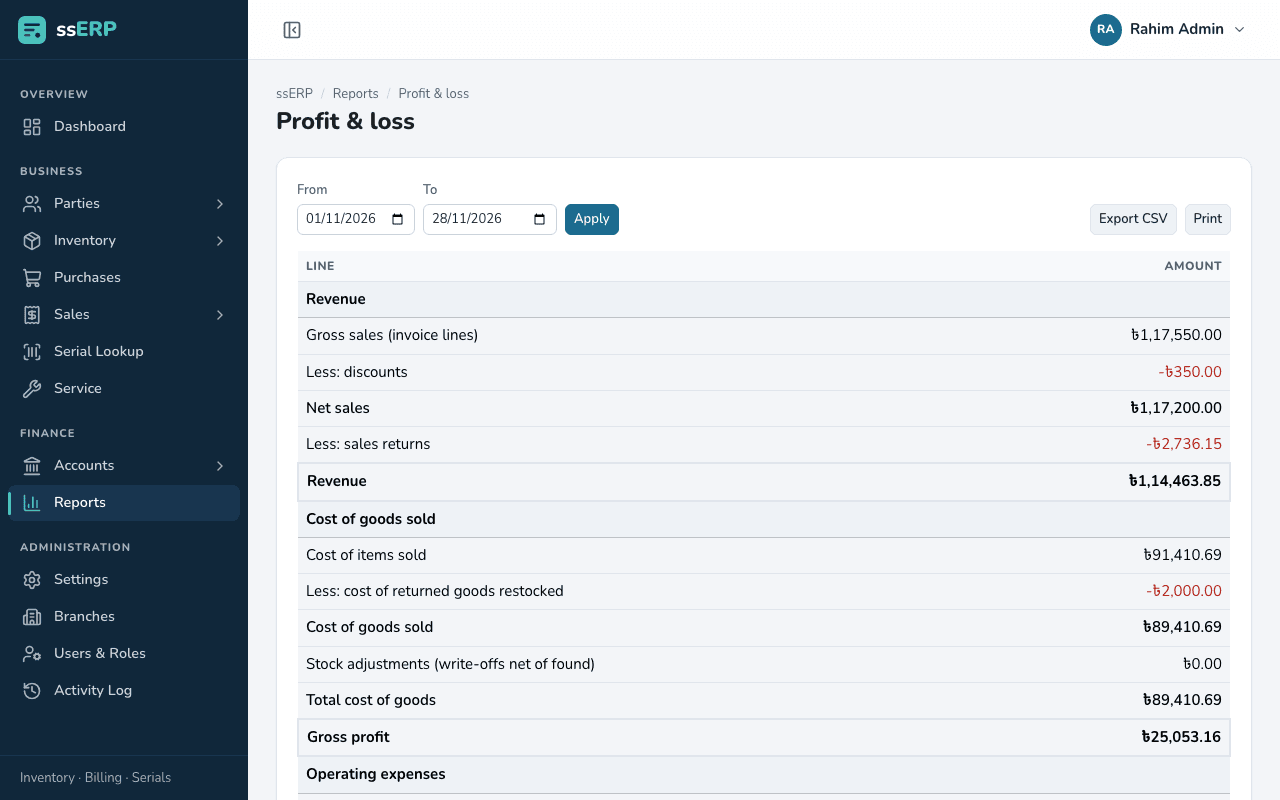 ssERP
RA Rahim Admin
OVERVIEW
Dashboard
BUSINESS
Parties
Inventory
Purchases
Sales
Serial Lookup
Service
FINANCE
Accounts
Reports
ADMINISTRATION
Settings
Branches
Users & Roles
Activity Log
Inventory · Billing · Serials
ssERP / Reports / Profit & loss
Profit & loss
From To
01/11/2026 28/11/2026 Apply Export CSV Print
LINE AMOUNT
Revenue
Gross sales (invoice lines) ৳1,17,550.00
Less: discounts -৳350.00
Net sales ৳1,17,200.00
Less: sales returns -৳2,736.15
Revenue ৳1,14,463.85
Cost of goods sold
Cost of items sold ৳91,410.69
Less: cost of returned goods restocked -৳2,000.00
Cost of goods sold ৳89,410.69
Stock adjustments (write-offs net of found) ৳0.00
Total cost of goods ৳89,410.69
Gross profit ৳25,053.16
Operating expenses